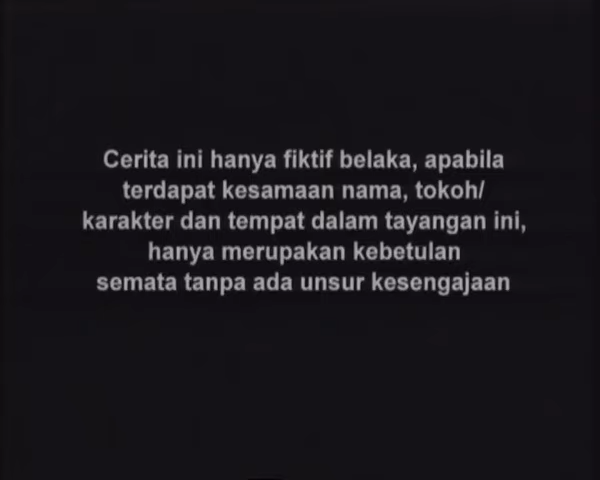 Cerita ini hanya fiktif belaka, apabila
terdapat kesamaan nama, tokoh/
karakter dan tempat dalam tayangan ini,
hanya merupakan kebetulan
semata tanpa ada unsur kesengajaan